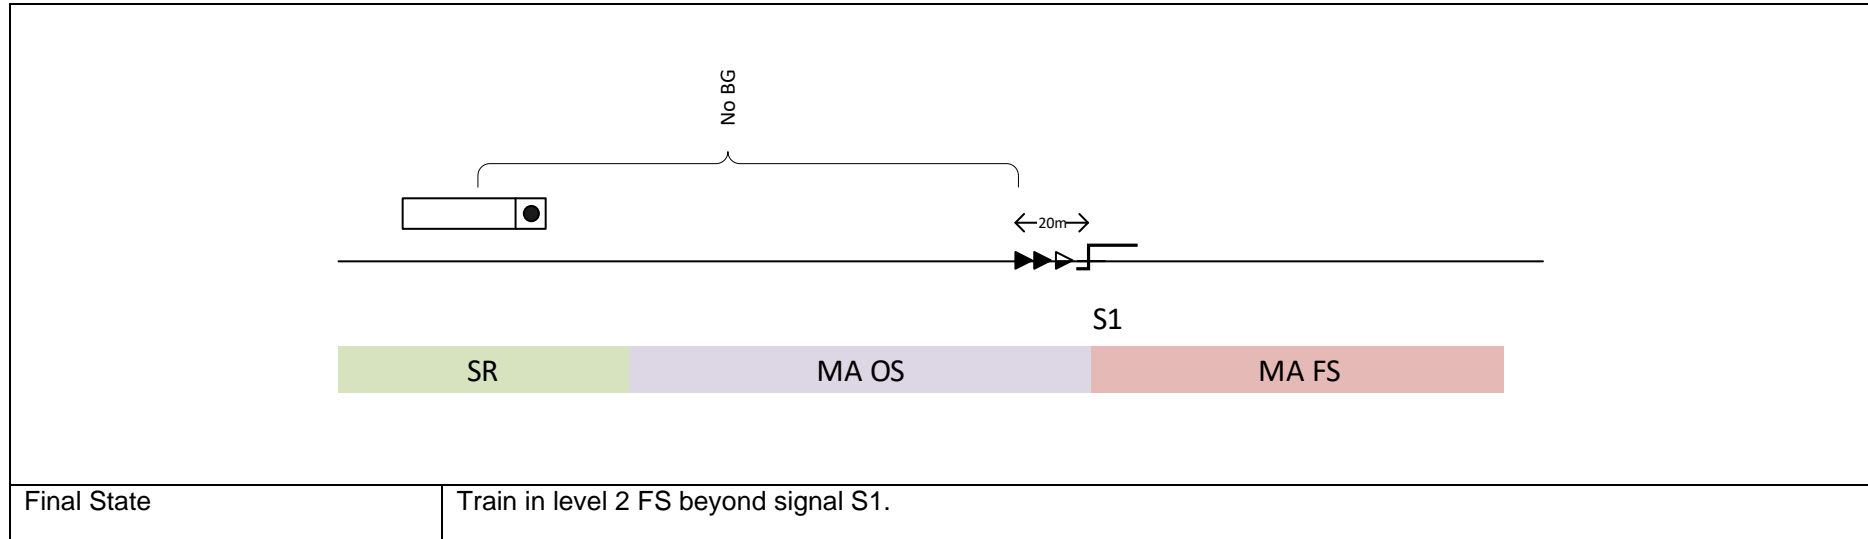 No BG
20m
S1
SR MA OS MA FS
Final State Train in level 2 FS beyond signal S1.